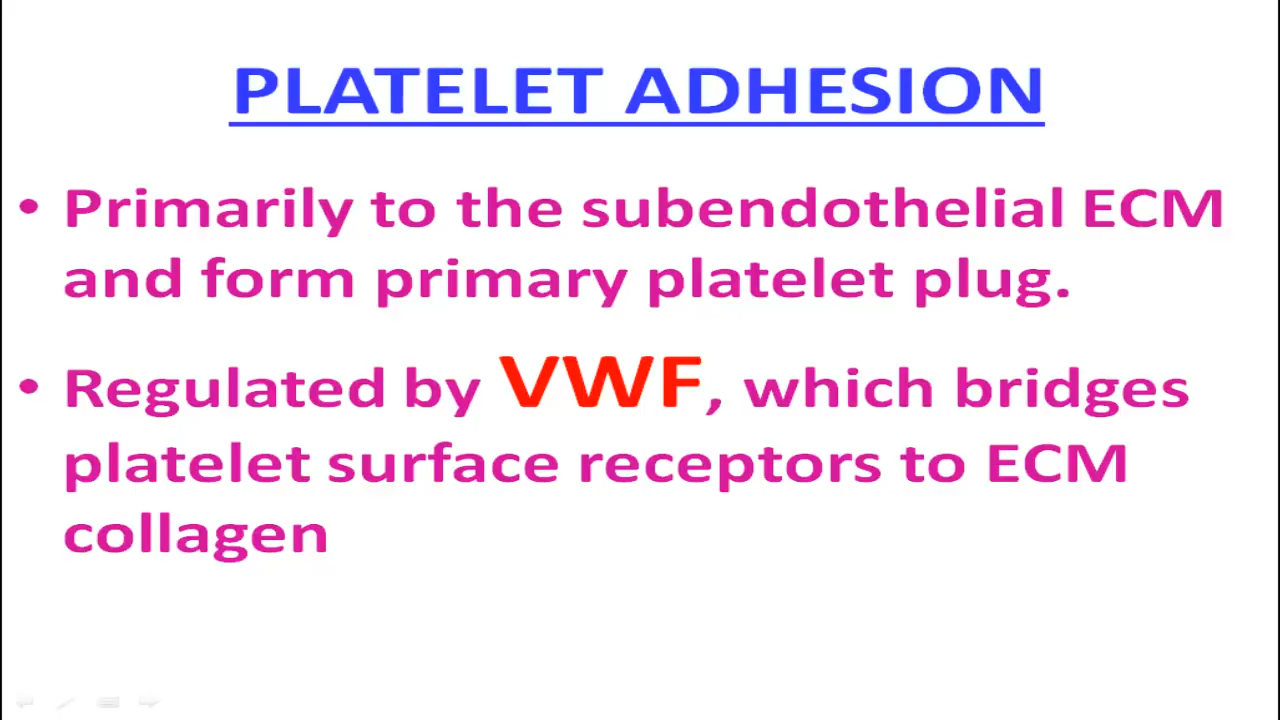 PLATELET ADHESION
• Primarily to the subendothelial ECM
and form primary platelet plug.
• Regulated by VWF, which bridges
platelet surface receptors to ECM
collagen